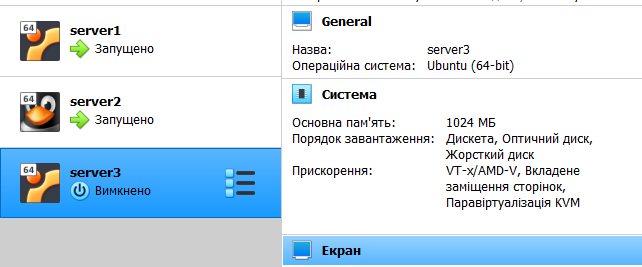 64
server1
Запущено
64
server2
Запущено
64
server3
Вимкнено
General
Назва: server3
Операційна система: Ubuntu (64-bit)
Система
Основна пам'ять: 1024 МБ
Порядок завантаження: Дискета, Оптичний диск,
Жорсткий диск
Прискорення: VT-x/AMD-V, Вкладене
заміщення сторінок,
Паравіртуалізація KVM
Екран